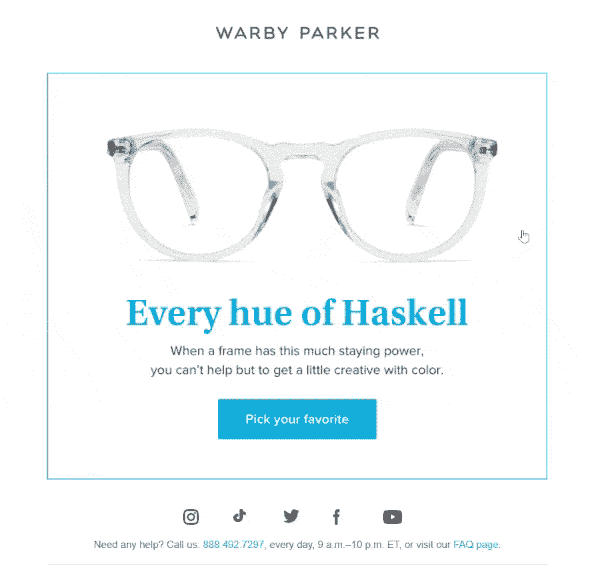 WARBY PARKER
Every hue of Haskell
When a frame has this much staying power,
you can't help but to get a little creative with color.
Pick your favorite
Need any help? Call us: 888.492.7297, every day, 9 a.m.–10 p.m. ET, or visit our FAQ page.